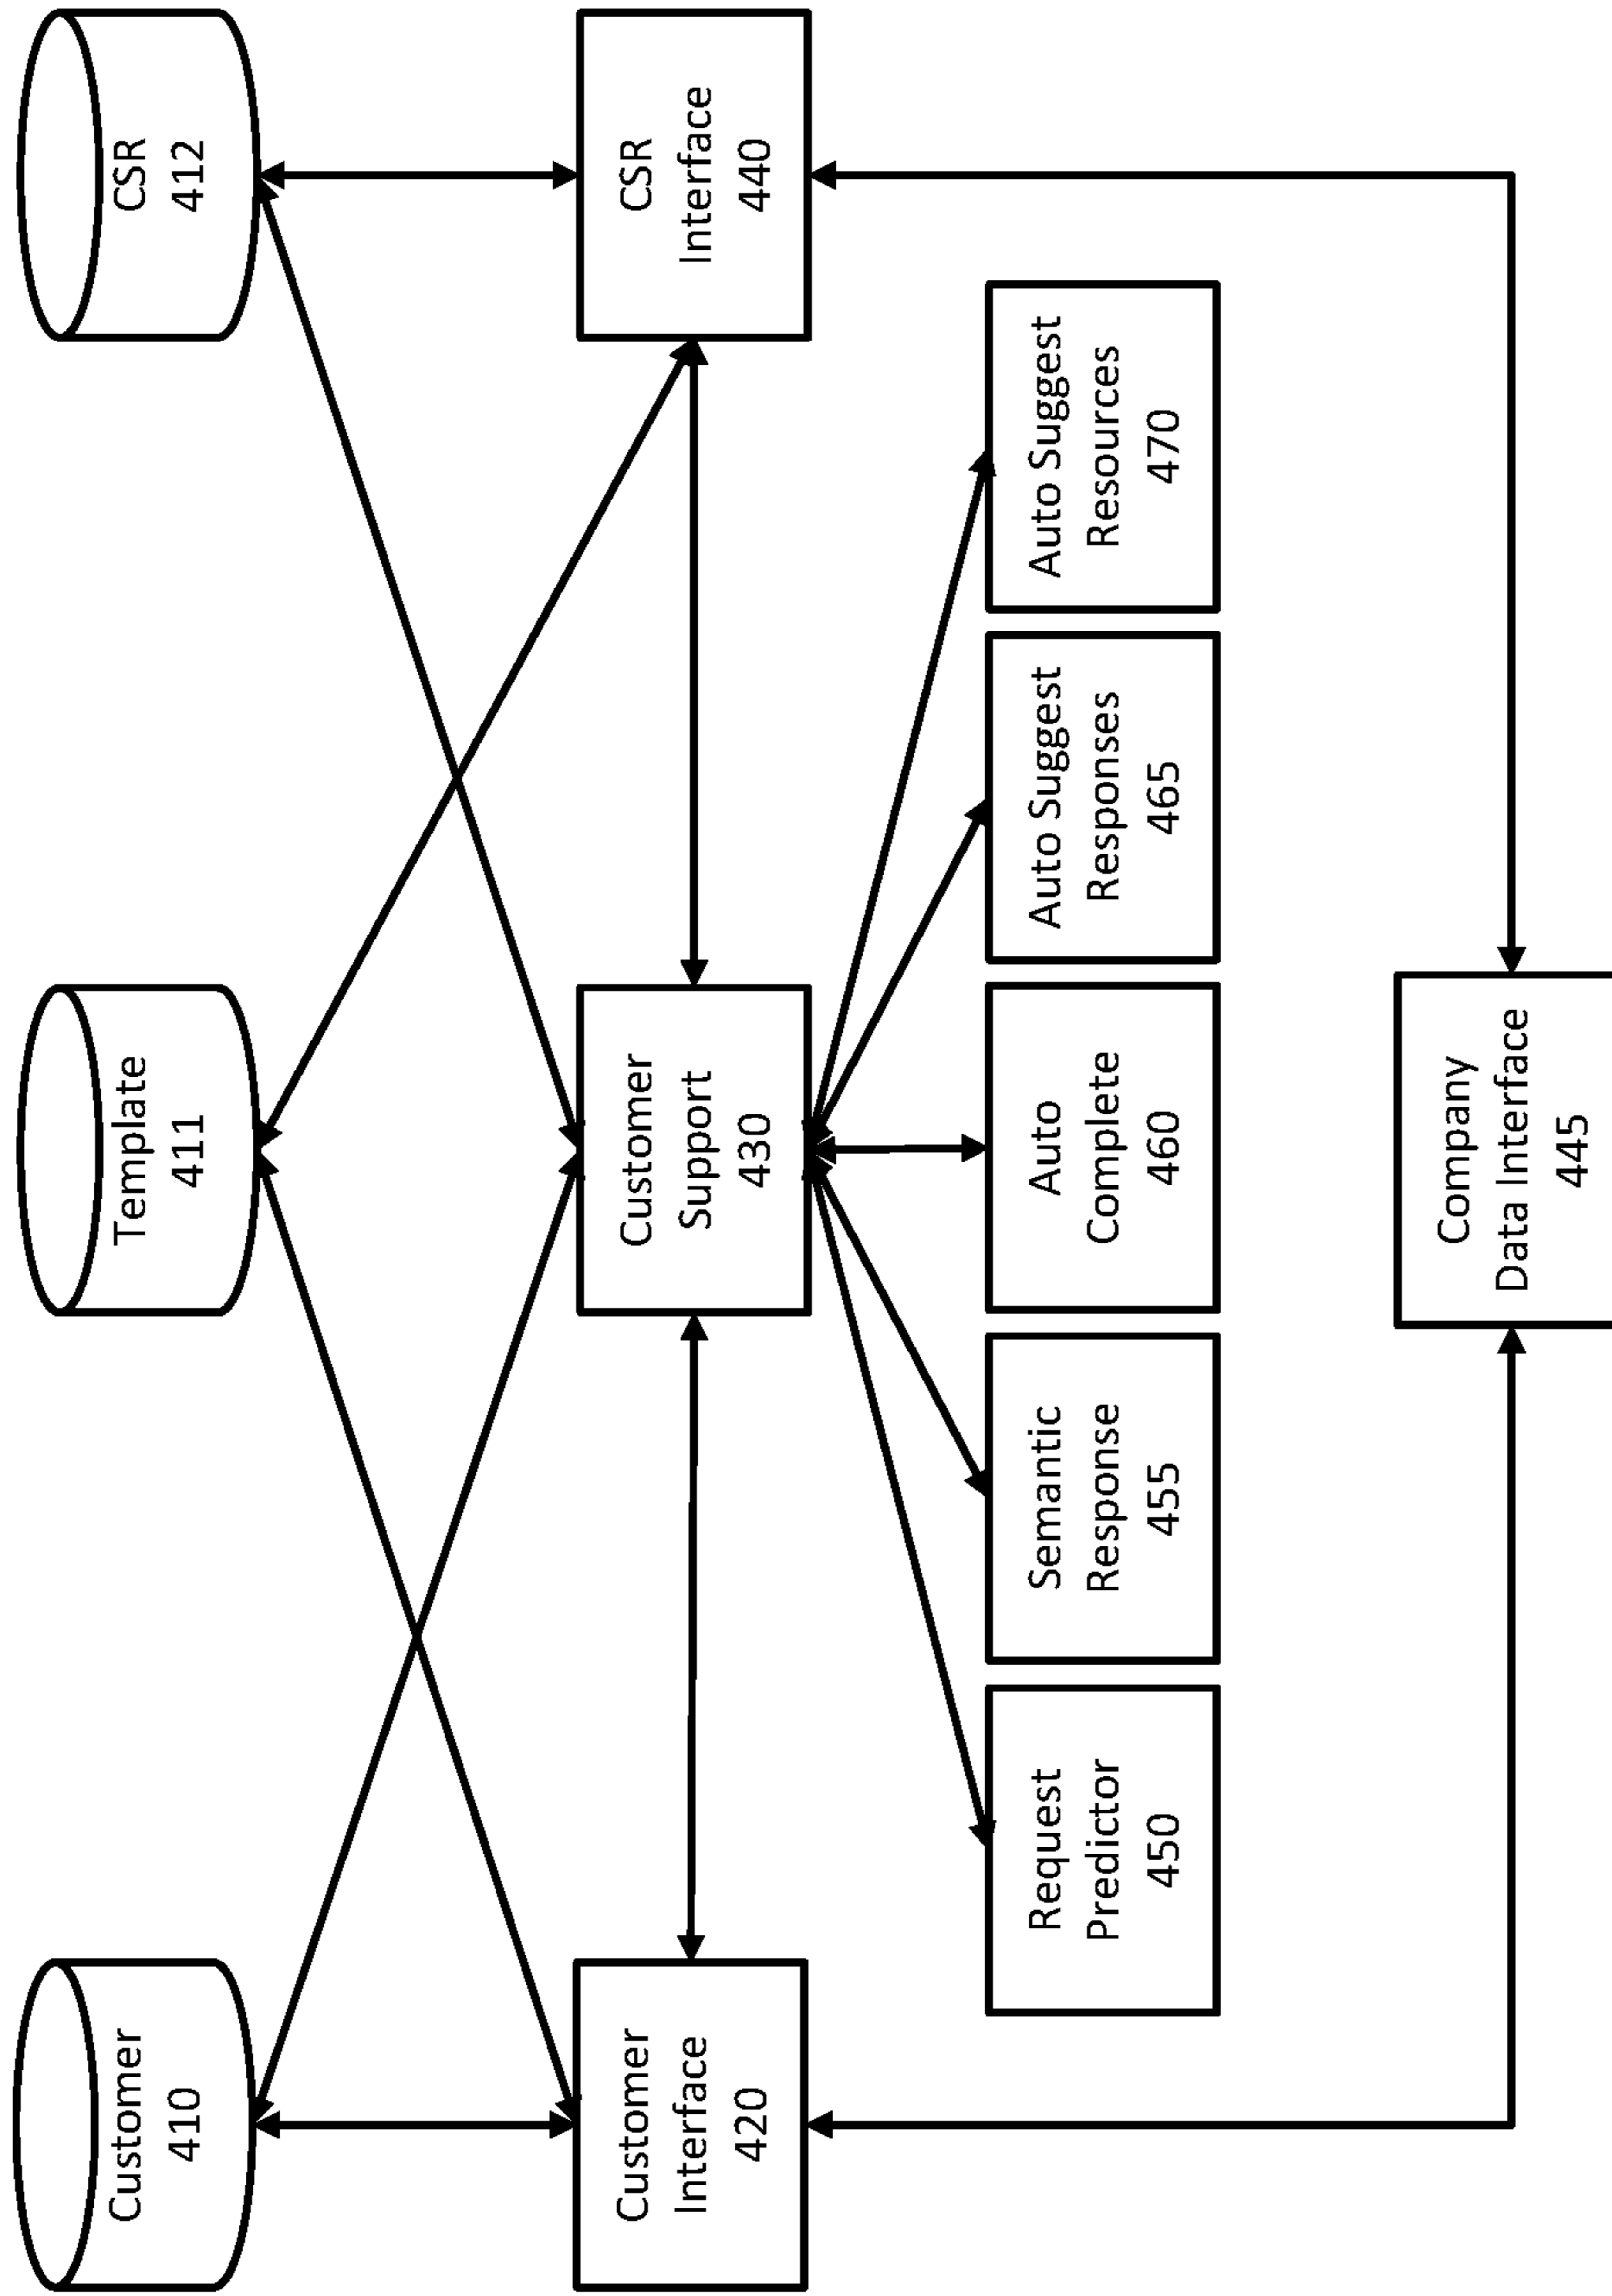 Customer
410
Template
411
CSR
412
Customer
Interface
420
Customer
Support
430
CSR
Interface
440
Request
Predictor
450
Semantic
Response
455
Auto
Complete
460
Auto Suggest
Responses
465
Auto Suggest
Resources
470
Company
Data Interface
445